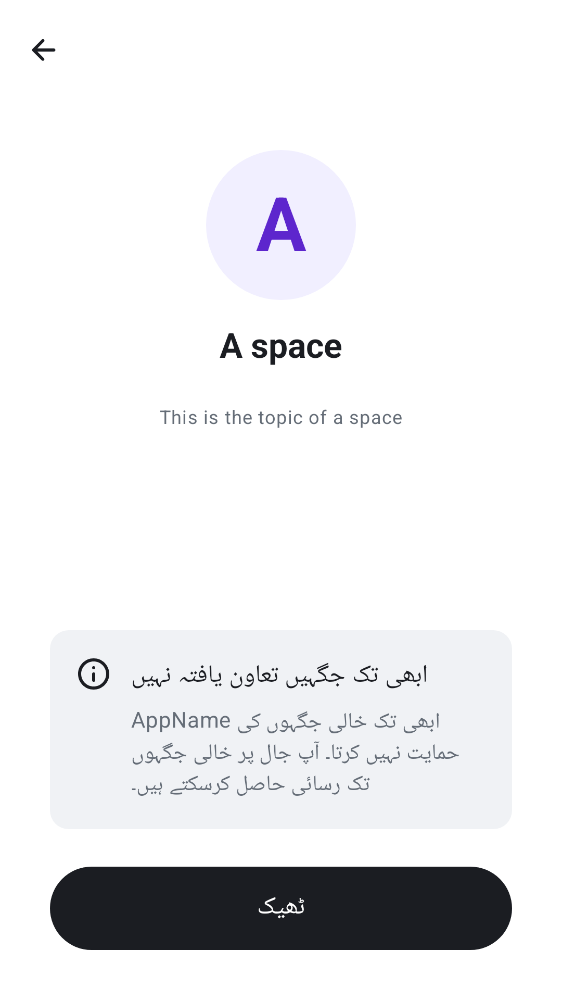 A
A space
This is the topic of a space
ابھی تک جگہیں تعاون یافتہ نہیں
AppName ابھی تک خالی جگہوں کی
حمایت نہیں کرتا۔ آپ جال پر خالی جگہوں
تک رسائی حاصل کرسکتے ہیں۔
ٹھیک